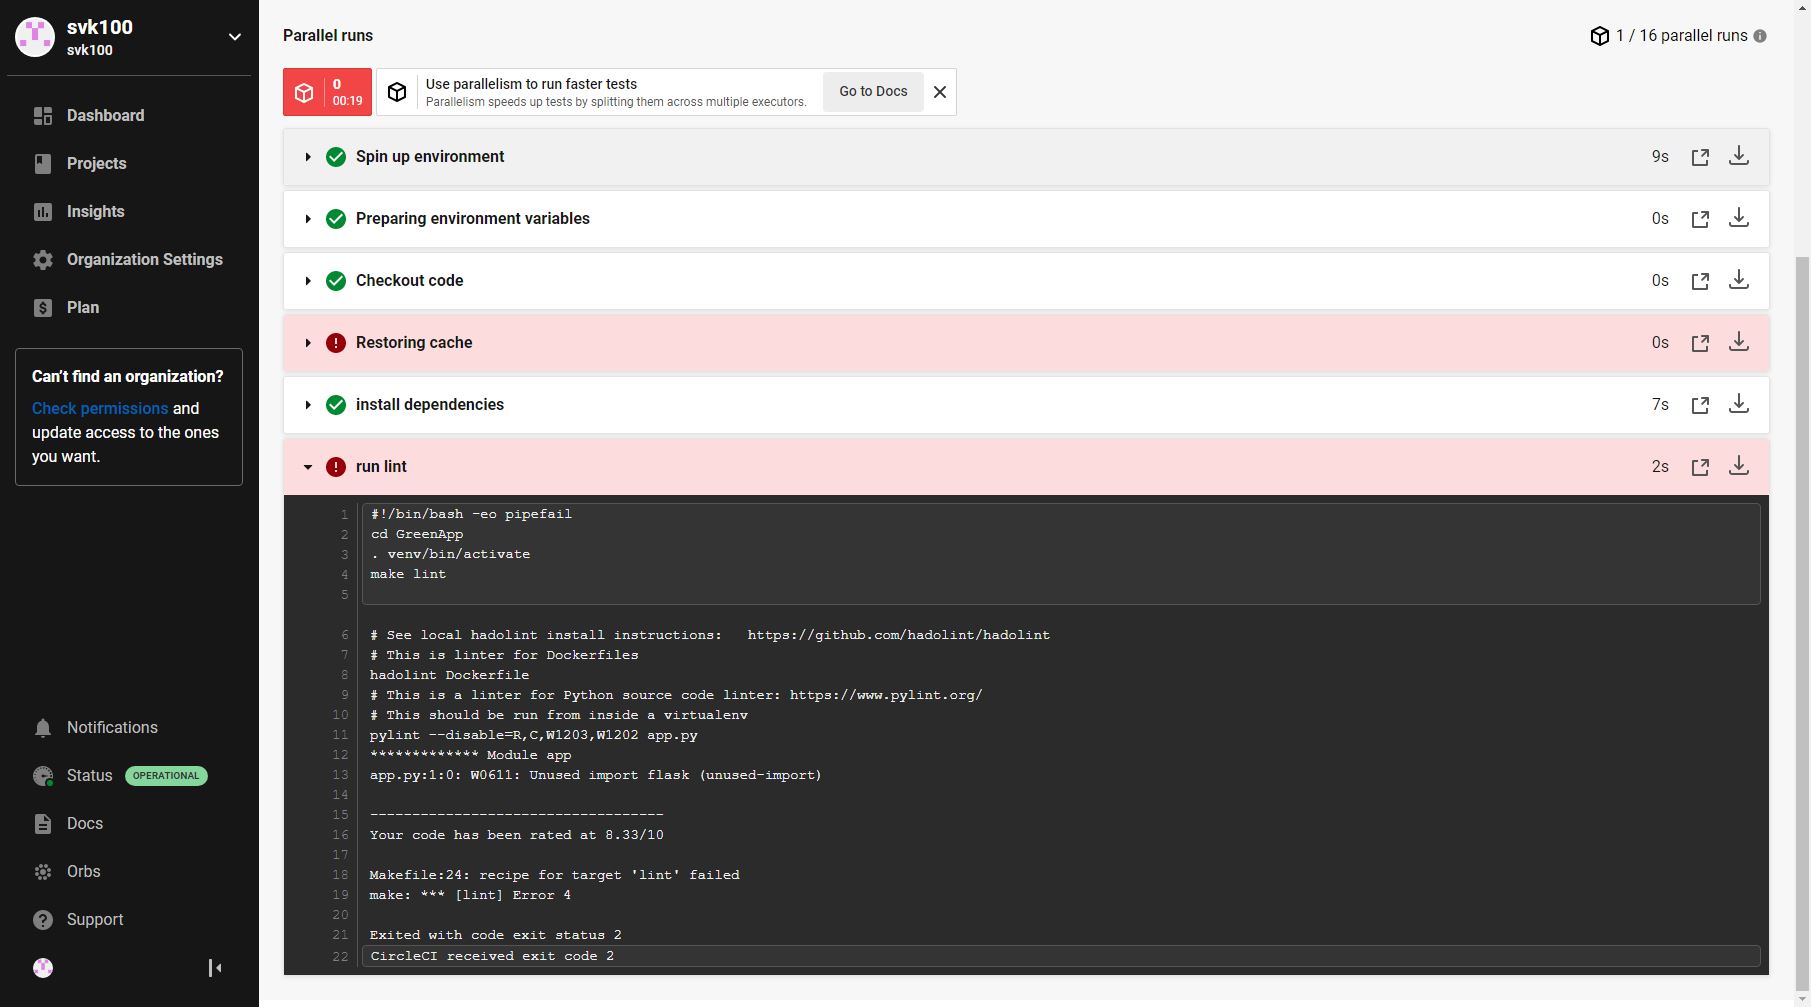 svk100
svk100
Dashboard
Projects
Insights
Organization Settings
Plan
Can't find an organization?
Check permissions and
update access to the ones
you want.
Notifications
Status OPERATIONAL
Docs
Orbs
Support
Parallel runs
1 / 16 parallel runs
0
00:19
Use parallelism to run faster tests
Parallelism speeds up tests by splitting them across multiple executors.
Go to Docs
Spin up environment 9s
Preparing environment variables 0s
Checkout code 0s
Restoring cache 0s
install dependencies 7s
run lint 2s
1 #!/bin/bash -eo pipefail
2 cd GreenApp
3 . venv/bin/activate
4 make lint
5
6 # See local hadolint install instructions:   https://github.com/hadolint/hadolint
7 # This is linter for Dockerfiles
8 hadolint Dockerfile
9 # This is a linter for Python source code linter: https://www.pylint.org/
10 # This should be run from inside a virtualenv
11 pylint --disable=R,C,W1203,W1202 app.py
12 ************* Module app
13 app.py:1:0: W0611: Unused import flask (unused-import)
14
15 -----------------------------------
16 Your code has been rated at 8.33/10
17
18 Makefile:24: recipe for target 'lint' failed
19 make: *** [lint] Error 4
20
21 Exited with code exit status 2
22 CircleCI received exit code 2